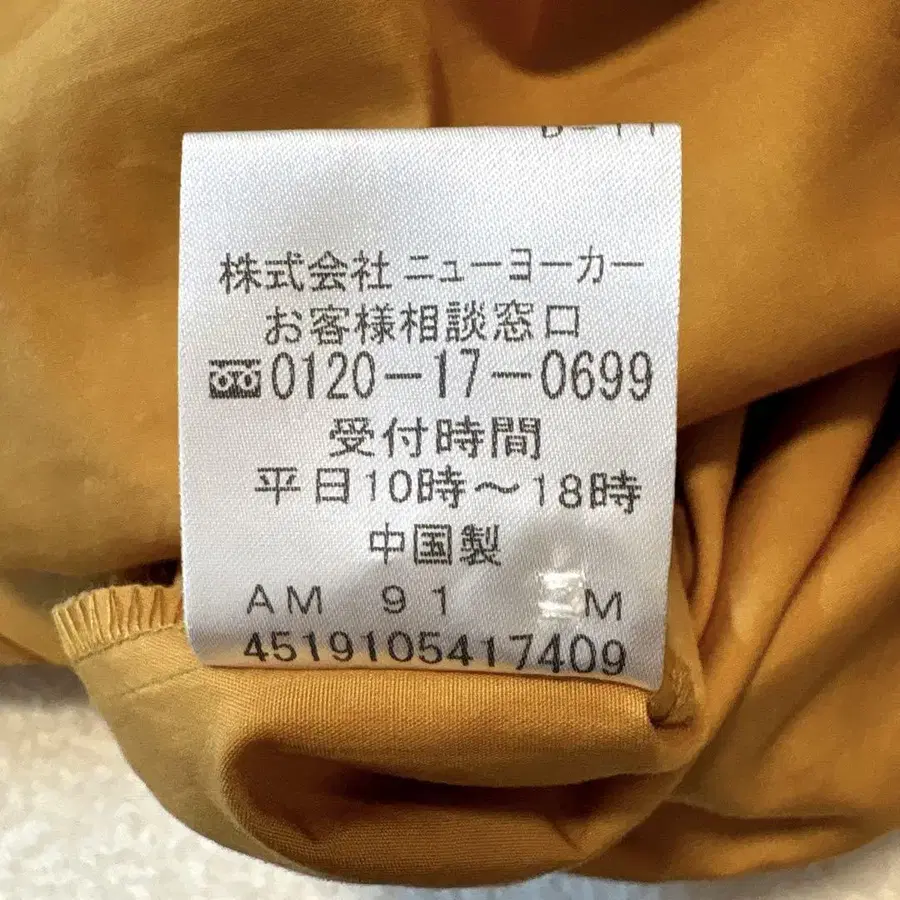 株式会社 ニューヨーカー
お客様相談窓口
0120-17-0699
受付時間
平日10時～18時
中国製
AM 91 M
4519105417409